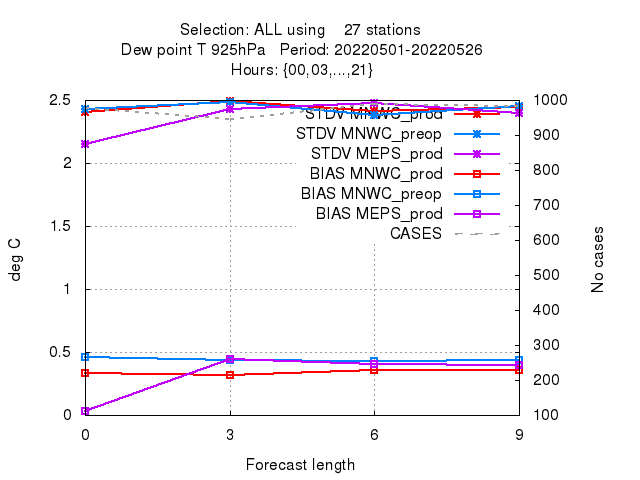 Selection: ALL using    27 stations
Dew point T 925hPa   Period: 20220501-20220526
Hours: {00,03,...,21}
2.5
2
1.5
1
0.5
0
deg C
STDV MNWC_prod
STDV MNWC_preop
STDV MEPS_prod
BIAS MNWC_prod
BIAS MNWC_preop
BIAS MEPS_prod
CASES
1000
900
800
700
600
500
400
300
200
100
No cases
0 3 6 9
Forecast length